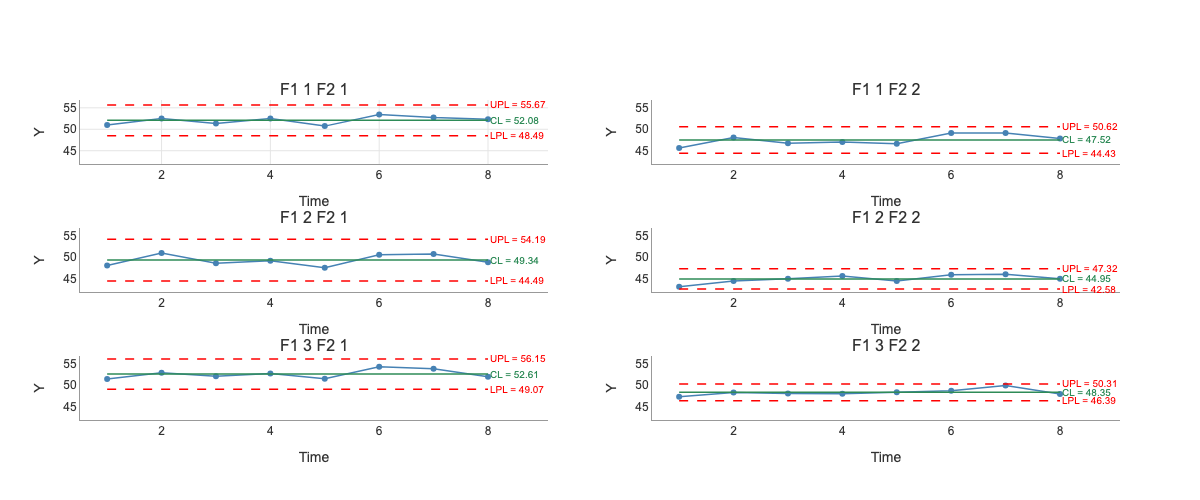 F1 1 F2 1
55
50
45
Y
UPL = 55.67
CL = 52.08
LPL = 48.49
2
4
6
8
Time
F1 1 F2 2
55
50
45
Y
UPL = 50.62
CL = 47.52
LPL = 44.43
2
4
6
8
Time
F1 2 F2 1
55
50
45
Y
UPL = 54.19
CL = 49.34
LPL = 44.49
2
4
6
8
Time
F1 2 F2 2
55
50
45
Y
UPL = 47.32
CL = 44.95
LPL = 42.58
2
4
6
8
Time
F1 3 F2 1
55
50
45
Y
UPL = 56.15
CL = 52.61
LPL = 49.07
2
4
6
8
Time
F1 3 F2 2
55
50
45
Y
UPL = 50.31
CL = 48.35
LPL = 46.39
2
4
6
8
Time